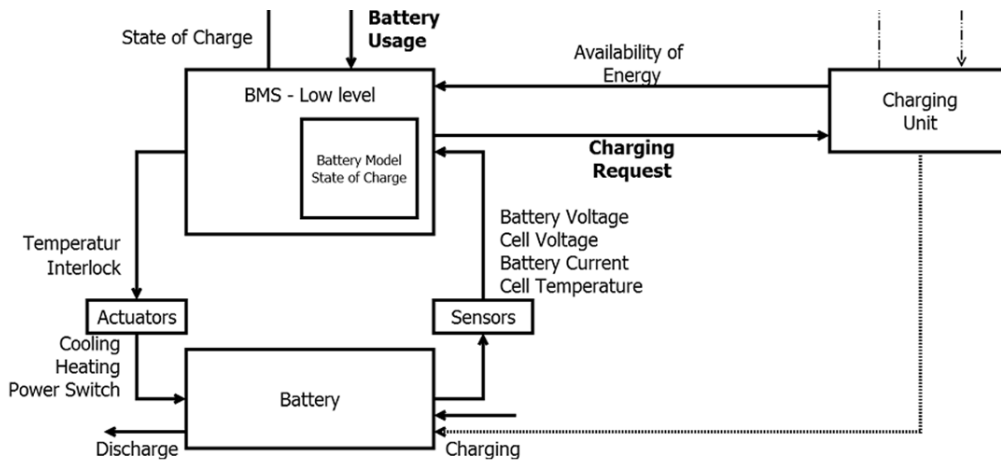 State of Charge
Battery
Usage
Availability of
Energy
BMS - Low level
Charging
Unit
Battery Model
State of Charge
Charging
Request
Battery Voltage
Cell Voltage
Battery Current
Cell Temperature
Temperatur
Interlock
Actuators
Sensors
Cooling
Heating
Power Switch
Battery
Discharge
Charging